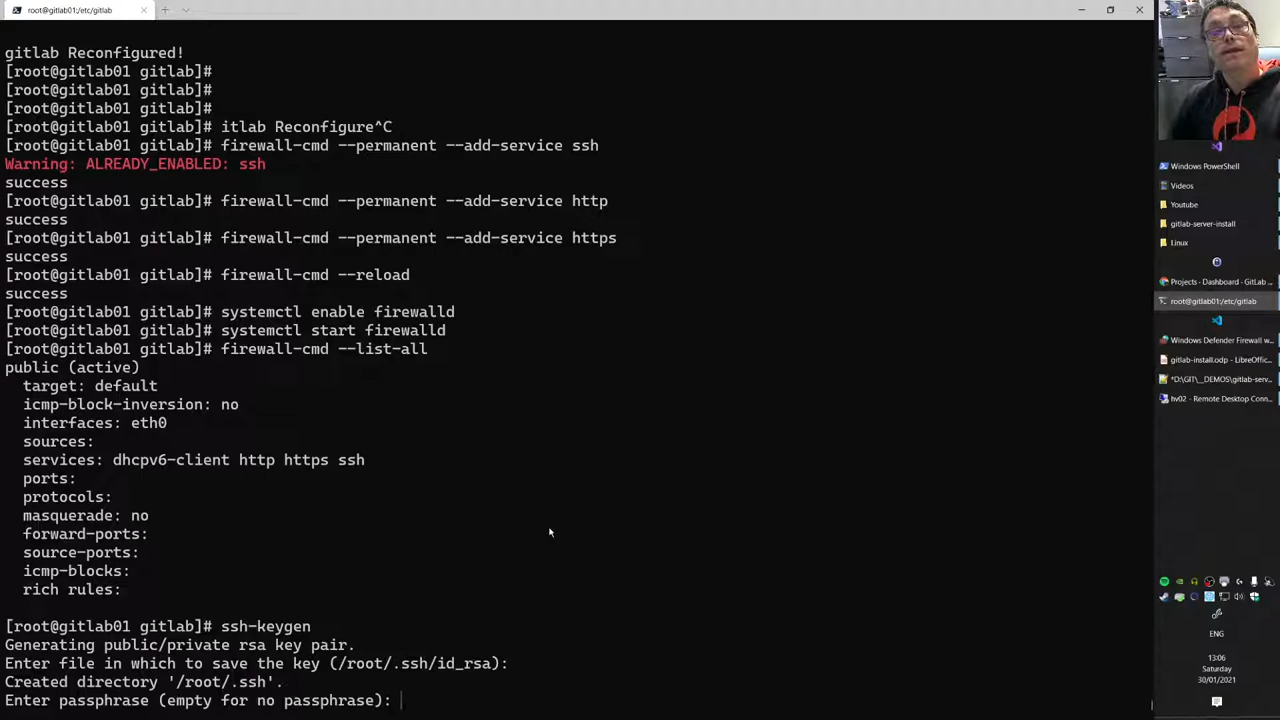 root@gitlab01:/etc/gitlab
gitlab Reconfigured!
[root@gitlab01 gitlab]#
[root@gitlab01 gitlab]#
[root@gitlab01 gitlab]#
[root@gitlab01 gitlab]# itlab Reconfigure^C
[root@gitlab01 gitlab]# firewall-cmd --permanent --add-service ssh
Warning: ALREADY_ENABLED: ssh
success
[root@gitlab01 gitlab]# firewall-cmd --permanent --add-service http
success
[root@gitlab01 gitlab]# firewall-cmd --permanent --add-service https
success
[root@gitlab01 gitlab]# firewall-cmd --reload
success
[root@gitlab01 gitlab]# systemctl enable firewalld
[root@gitlab01 gitlab]# systemctl start firewalld
[root@gitlab01 gitlab]# firewall-cmd --list-all
public (active)
target: default
icmp-block-inversion: no
interfaces: eth0
sources:
services: dhcpv6-client http https ssh
ports:
protocols:
masquerade: no
forward-ports:
source-ports:
icmp-blocks:
rich rules:
[root@gitlab01 gitlab]# ssh-keygen
Generating public/private rsa key pair.
Enter file in which to save the key (/root/.ssh/id_rsa):
Created directory '/root/.ssh'.
Enter passphrase (empty for no passphrase):
Windows PowerShell
Videos
Youtube
gitlab-server-install
Linux
Projects - Dashboard - GitLab ...
root@gitlab01:/etc/gitlab
Windows Defender Firewall w...
gitlab-install.odp - LibreOffic...
*D:\GIT\__DEMOS\gitlab-serv...
hv02 - Remote Desktop Conn...
ENG
13:06
Saturday
30/01/2021